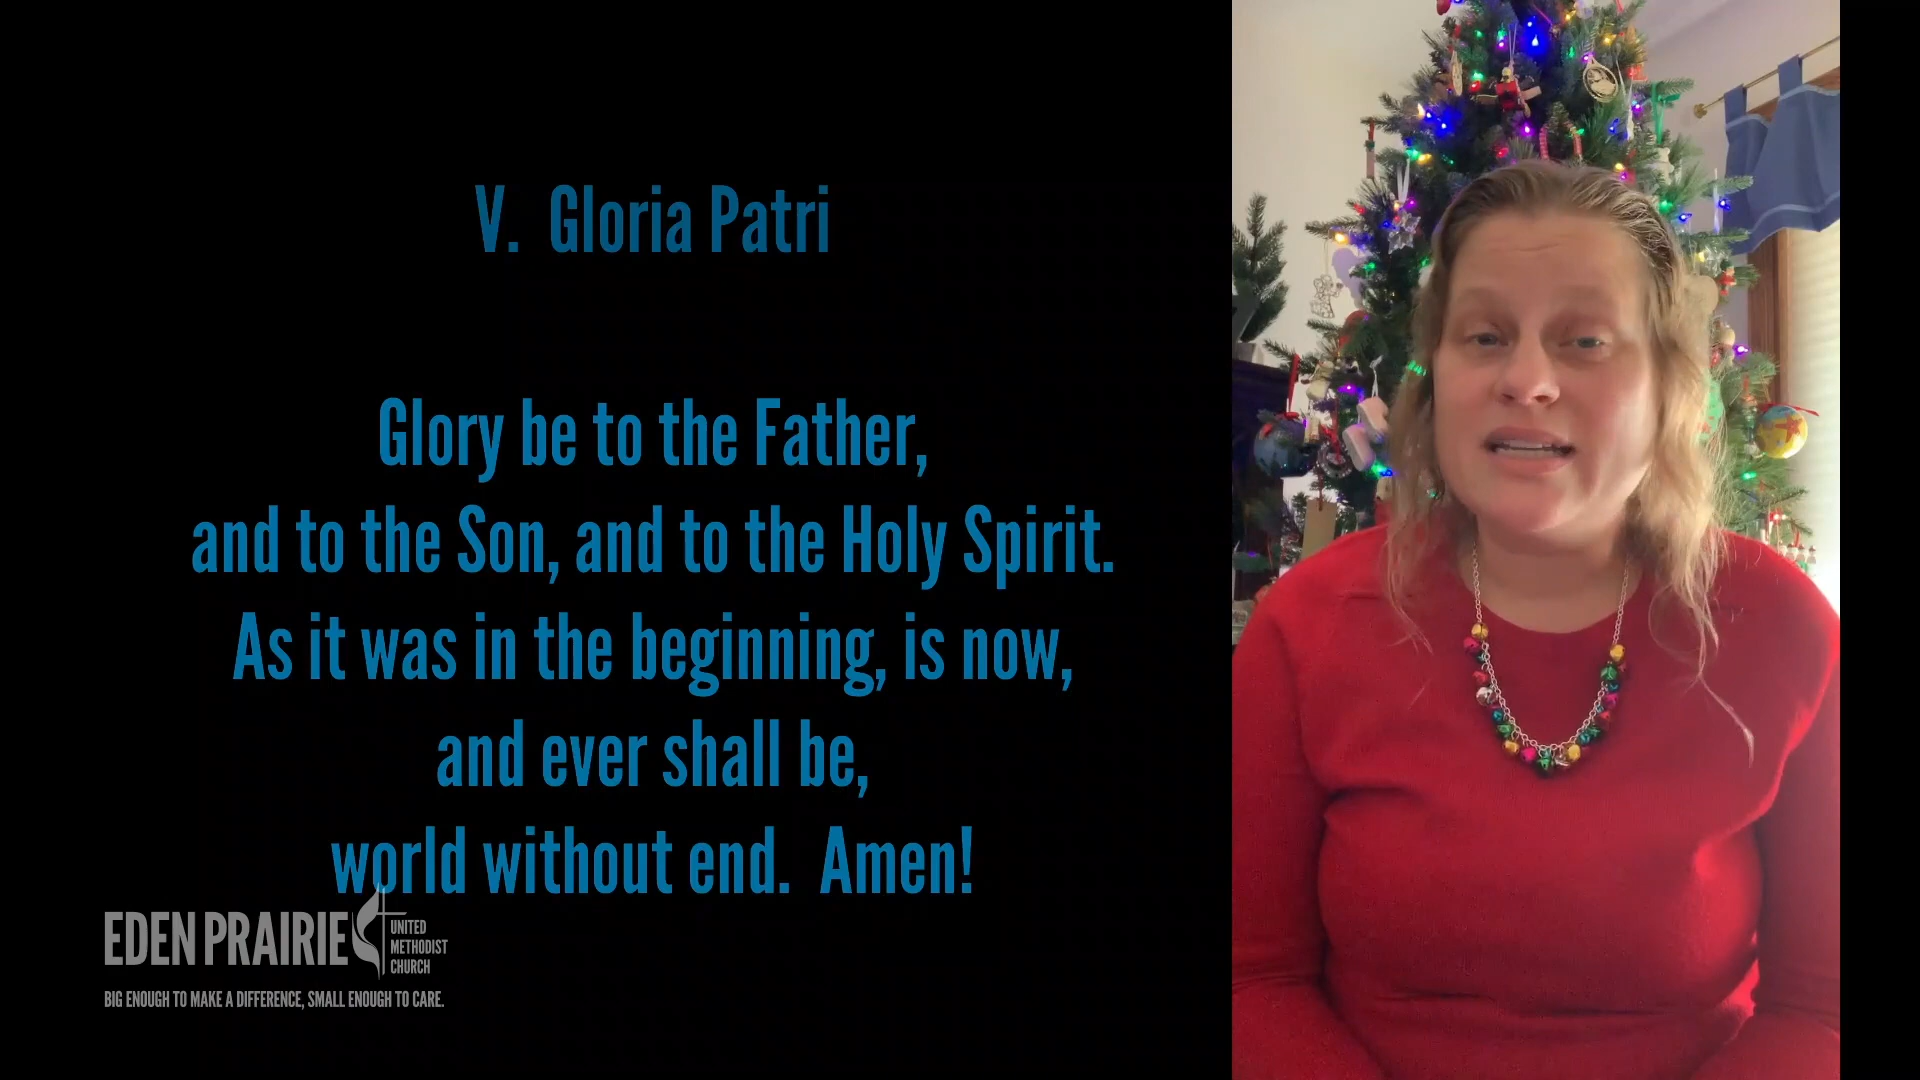 V. Gloria Patri
Glory be to the Father,
and to the Son, and to the Holy Spirit.
As it was in the beginning, is now,
and ever shall be,
world without end. Amen!
EDEN PRAIRIE
UNITED
METHODIST
CHURCH
BIG ENOUGH TO MAKE A DIFFERENCE, SMALL ENOUGH TO CARE.